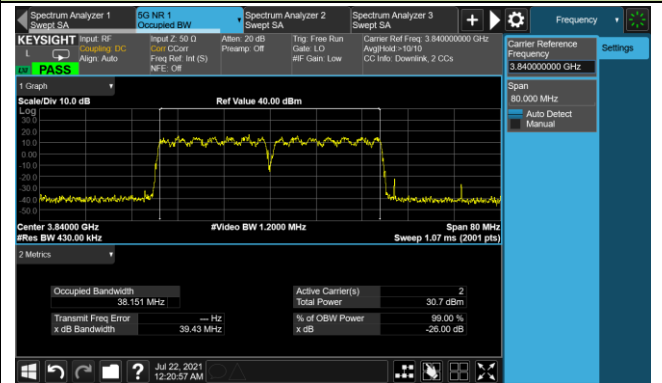 Spectrum Analyzer 1
Swept SA
5G NR 1
Occupied BW
Spectrum Analyzer 2
Swept SA
Spectrum Analyzer 3
Swept SA
Frequency
KEYSIGHT
L
PASS
Input: RF
Coupling: DC
Align: Auto
Input Z: 50 Ω
Corr CCorr
Freq Ref: Int (S)
NFE: Off
Atten: 20 dB
Preamp: Off
Trig: Free Run
Gate: LO
#IF Gain: Low
Carrier Ref Freq: 3.840000000 GHz
Avg|Hold:>10/10
CC Info: Downlink, 2 CCs
Carrier Reference
Frequency
3.840000000 GHz
Settings
Span
80.000 MHz
Auto Detect
Manual
1 Graph
Scale/Div 10.0 dB
Ref Value 40.00 dBm
Log
30.0
20.0
10.0
0.00
-10.0
-20.0
-30.0
-40.0
-50.0
Center 3.84000 GHz
#Video BW 1.2000 MHz
Span 80 MHz
#Res BW 430.00 kHz
Sweep 1.07 ms (2001 pts)
2 Metrics
Occupied Bandwidth
38.151 MHz
Active Carrier(s) 2
Total Power 30.7 dBm
Transmit Freq Error --- Hz
x dB Bandwidth 39.43 MHz
% of OBW Power 99.00 %
x dB -26.00 dB
Jul 22, 2021
12:20:57 AM